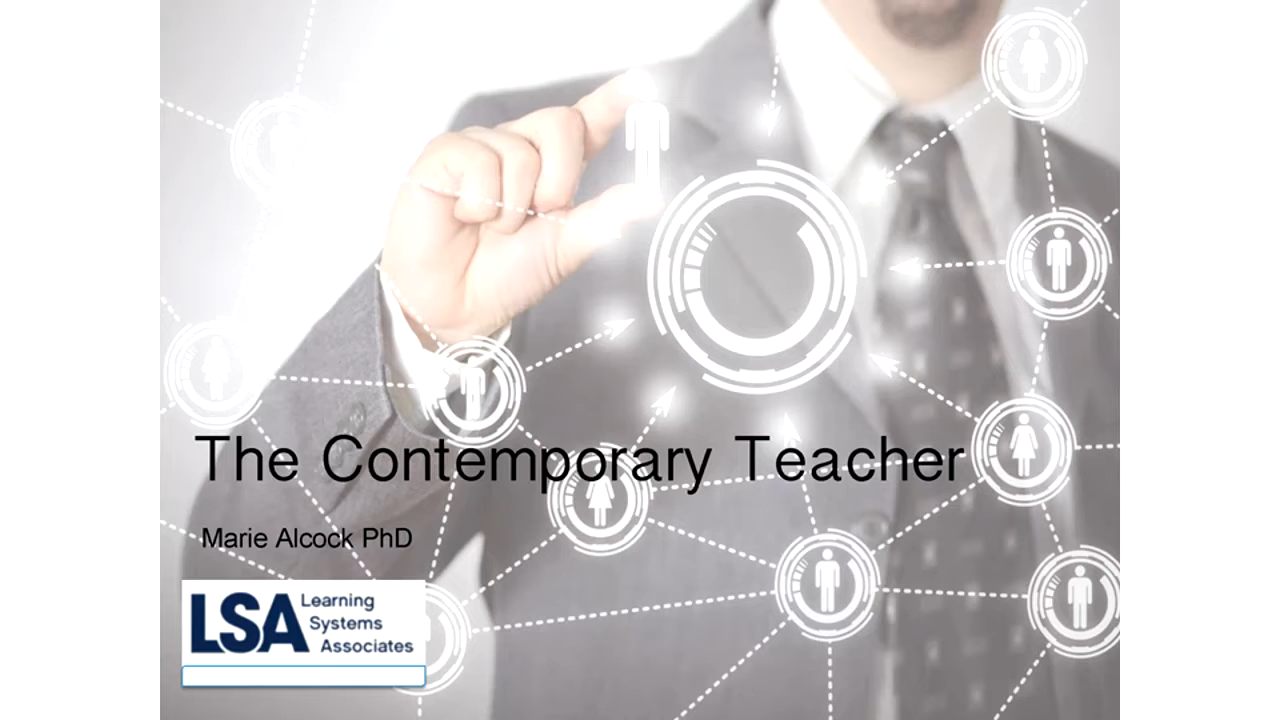 The Contemporary Teacher
Marie Alcock PhD
LSA Learning
Systems
Associates